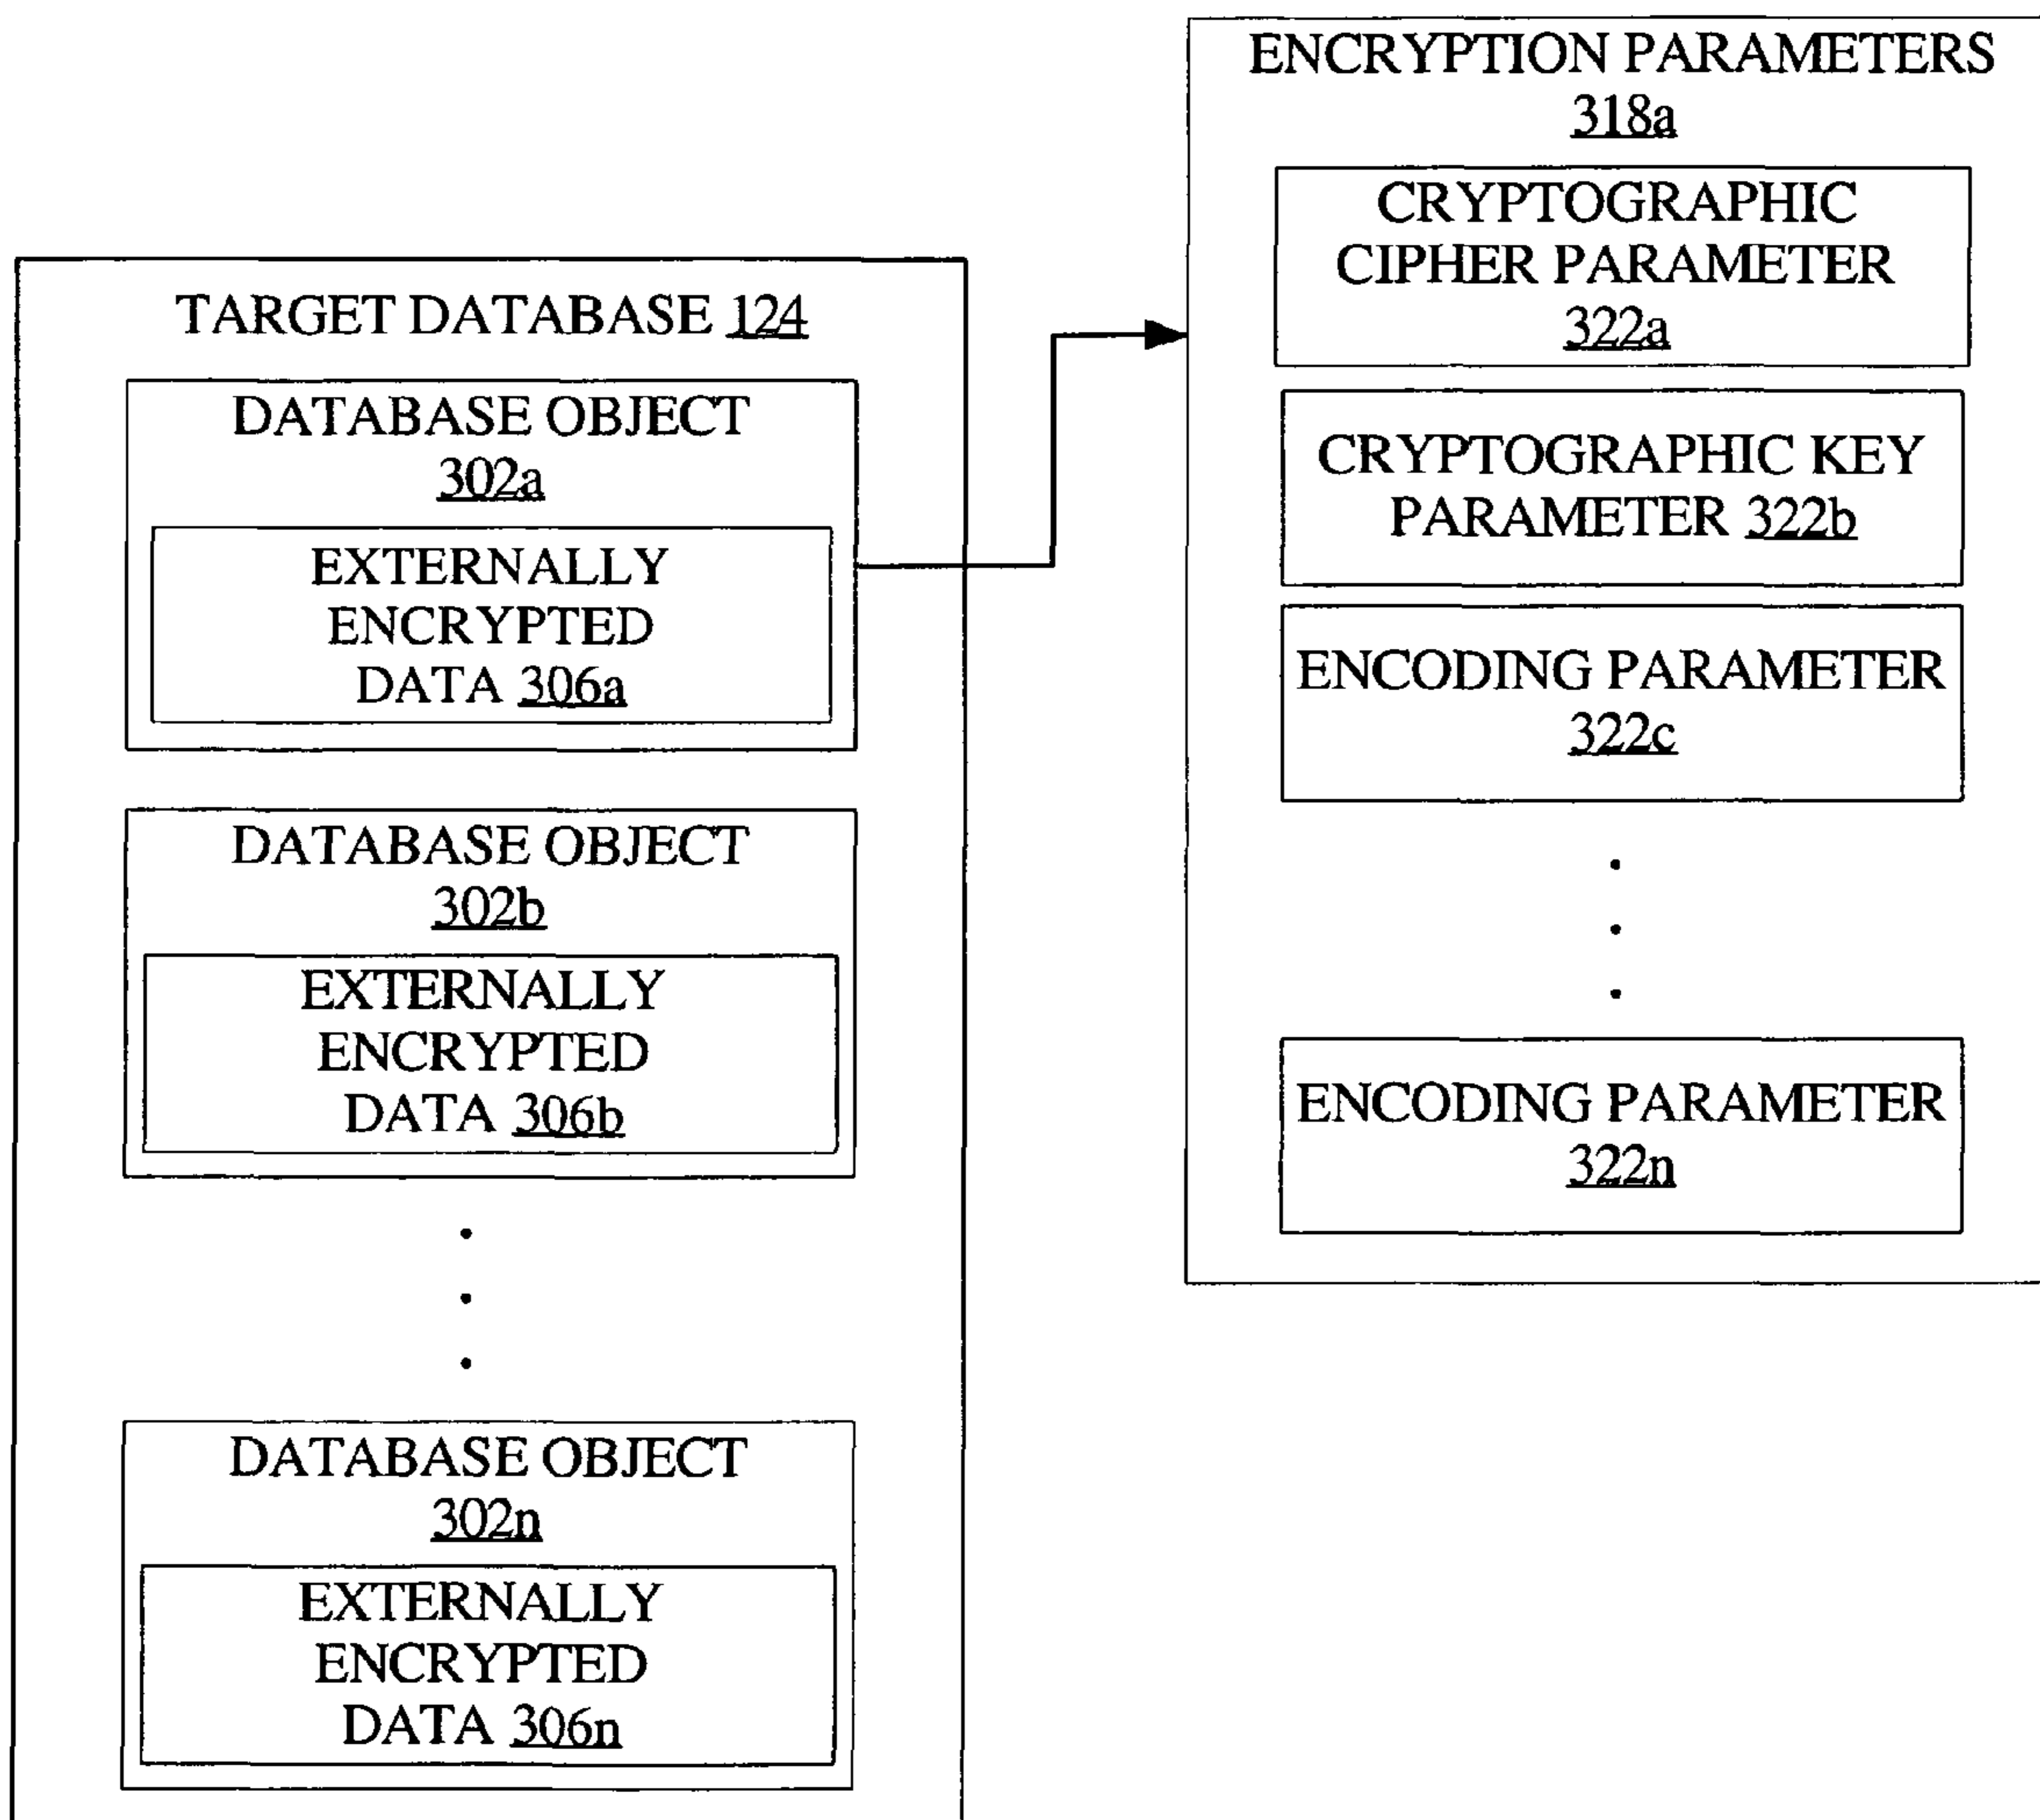 TARGET DATABASE 124
DATABASE OBJECT
302a
EXTERNALLY
ENCRYPTED
DATA 306a
DATABASE OBJECT
302b
EXTERNALLY
ENCRYPTED
DATA 306b
DATABASE OBJECT
302n
EXTERNALLY
ENCRYPTED
DATA 306n
ENCRYPTION PARAMETERS
318a
CRYPTOGRAPHIC
CIPHER PARAMETER
322a
CRYPTOGRAPHIC KEY
PARAMETER 322b
ENCODING PARAMETER
322c
ENCODING PARAMETER
322n